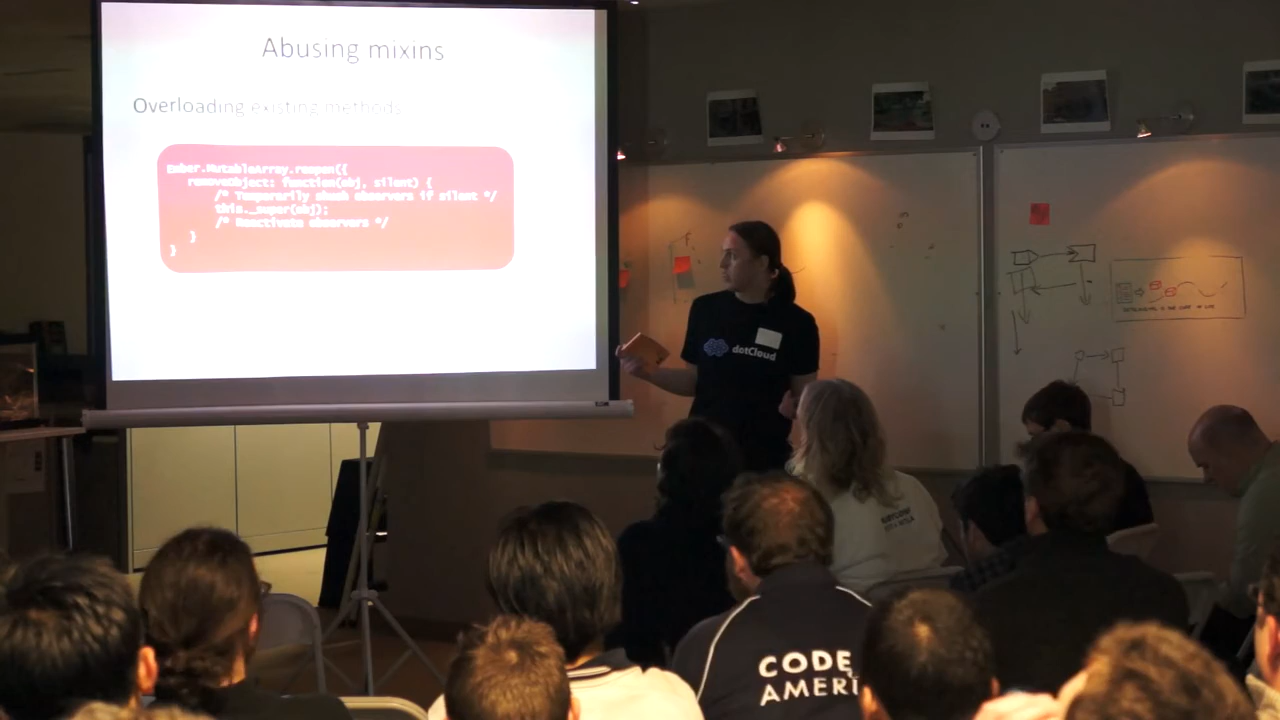 Abusing mixins
Overloading existing methods
Ember.MutableArray.reopen({
removeObject: function(obj, silent) {
/* Temporarily shush observers if silent */
this._super(obj);
/* Reactivate observers */
}
}
dotCloud
CODE
AMERI